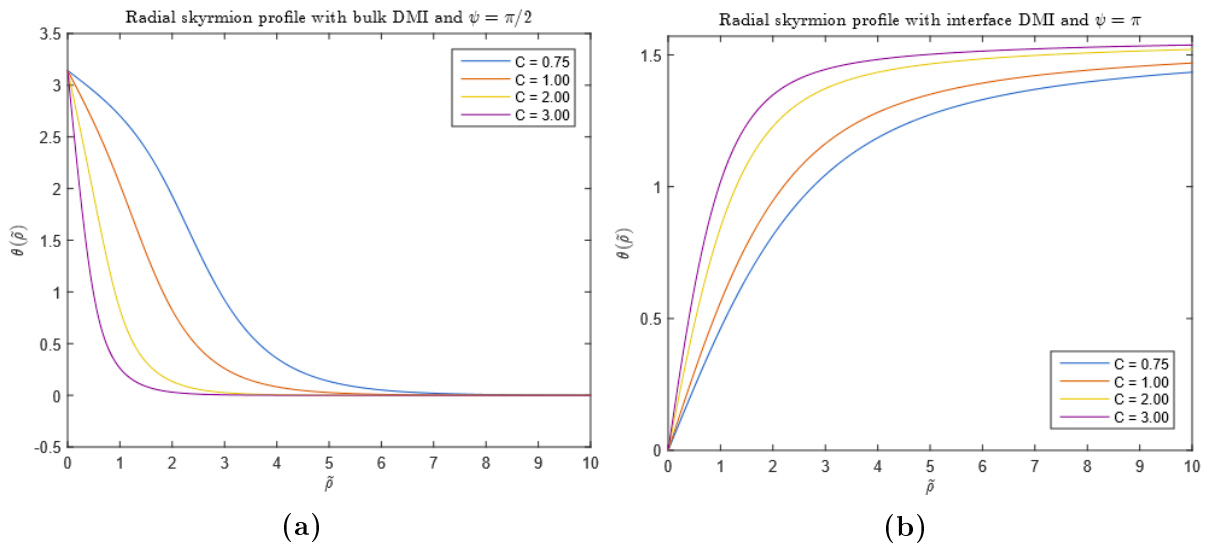 Radial skyrmion profile with bulk DMI and ψ = π/2
3.5
3
2.5
2
1.5
1
0.5
0
-0.5
θ(ρ̃)
C = 0.75
C = 1.00
C = 2.00
C = 3.00
0 1 2 3 4 5 6 7 8 9 10
ρ̃
(a)
Radial skyrmion profile with interface DMI and ψ = π
1.5
1
0.5
0
θ(ρ̃)
C = 0.75
C = 1.00
C = 2.00
C = 3.00
0 1 2 3 4 5 6 7 8 9 10
ρ̃
(b)